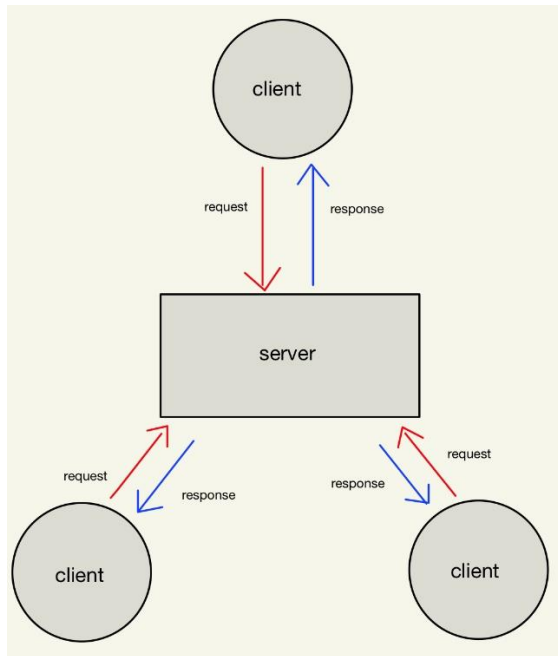 client
request
response
server
request
response
response
request
client
client